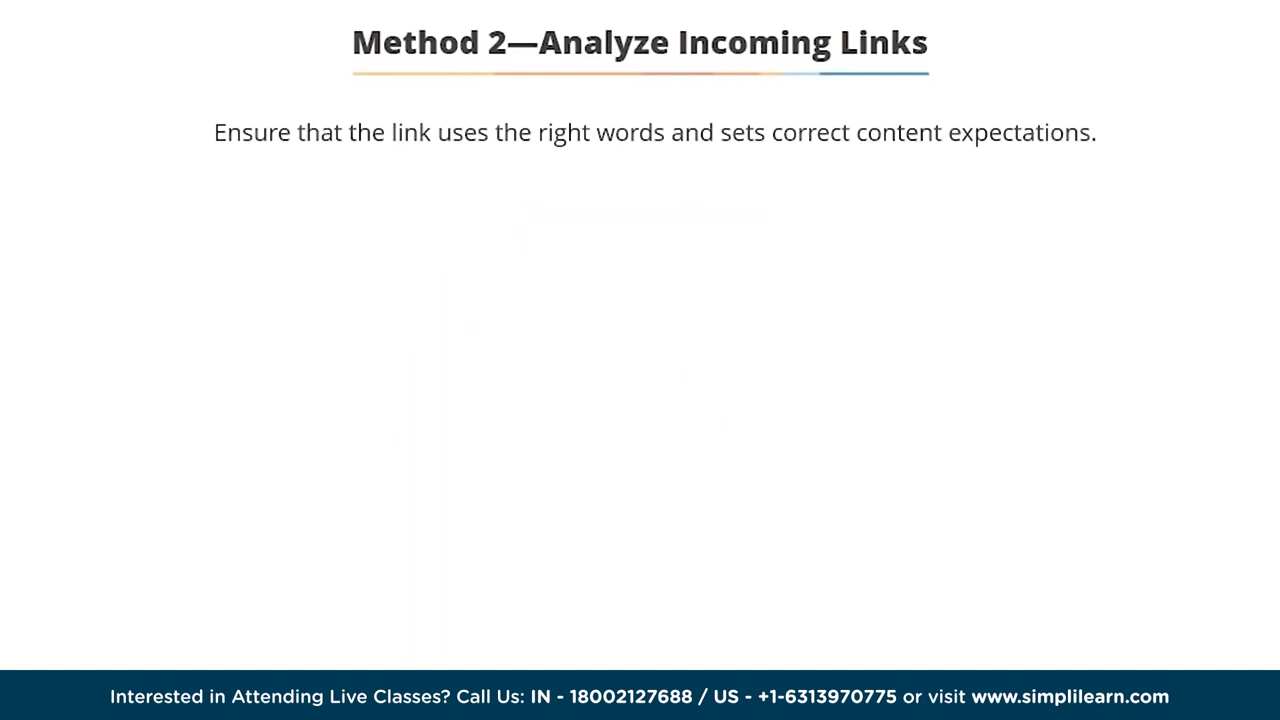 Method 2—Analyze Incoming Links
Ensure that the link uses the right words and sets correct content expectations.
Interested in Attending Live Classes? Call Us: IN - 18002127688 / US - +1-6313970775 or visit www.simplilearn.com